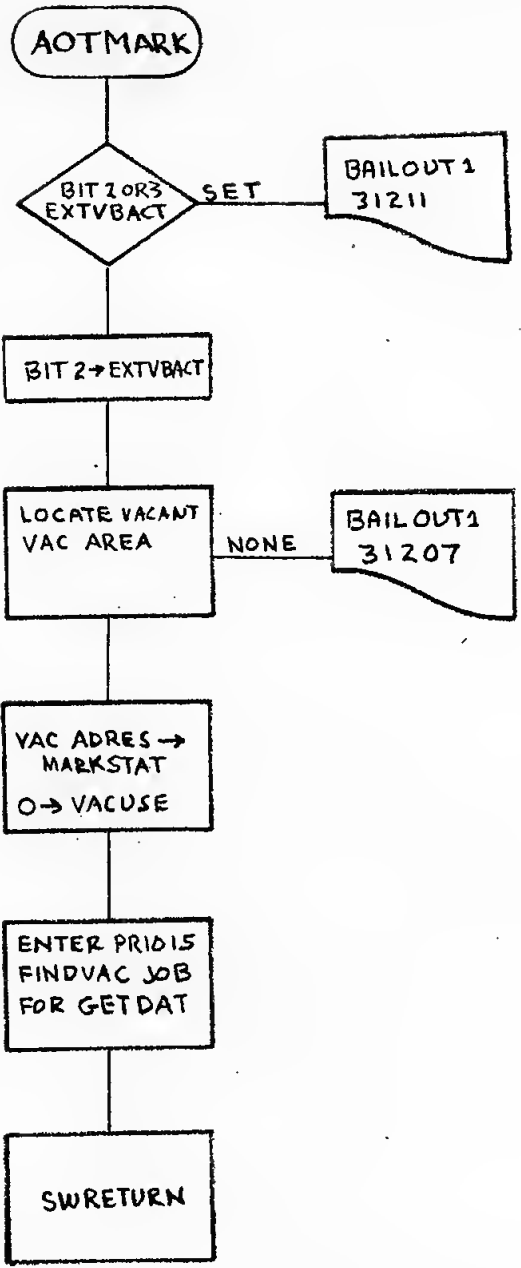 AOTMARK
BIT 2 OR 3
EXTVBACT
SET
BAILOUT1
31211
BIT 2→EXTVBACT
LOCATE VACANT
VAC AREA
NONE
BAILOUT1
31207
VAC ADRES →
MARKSTAT
0→ VACUSE
ENTER PRIO15
FINDVAC JOB
FOR GETDAT
SWRETURN